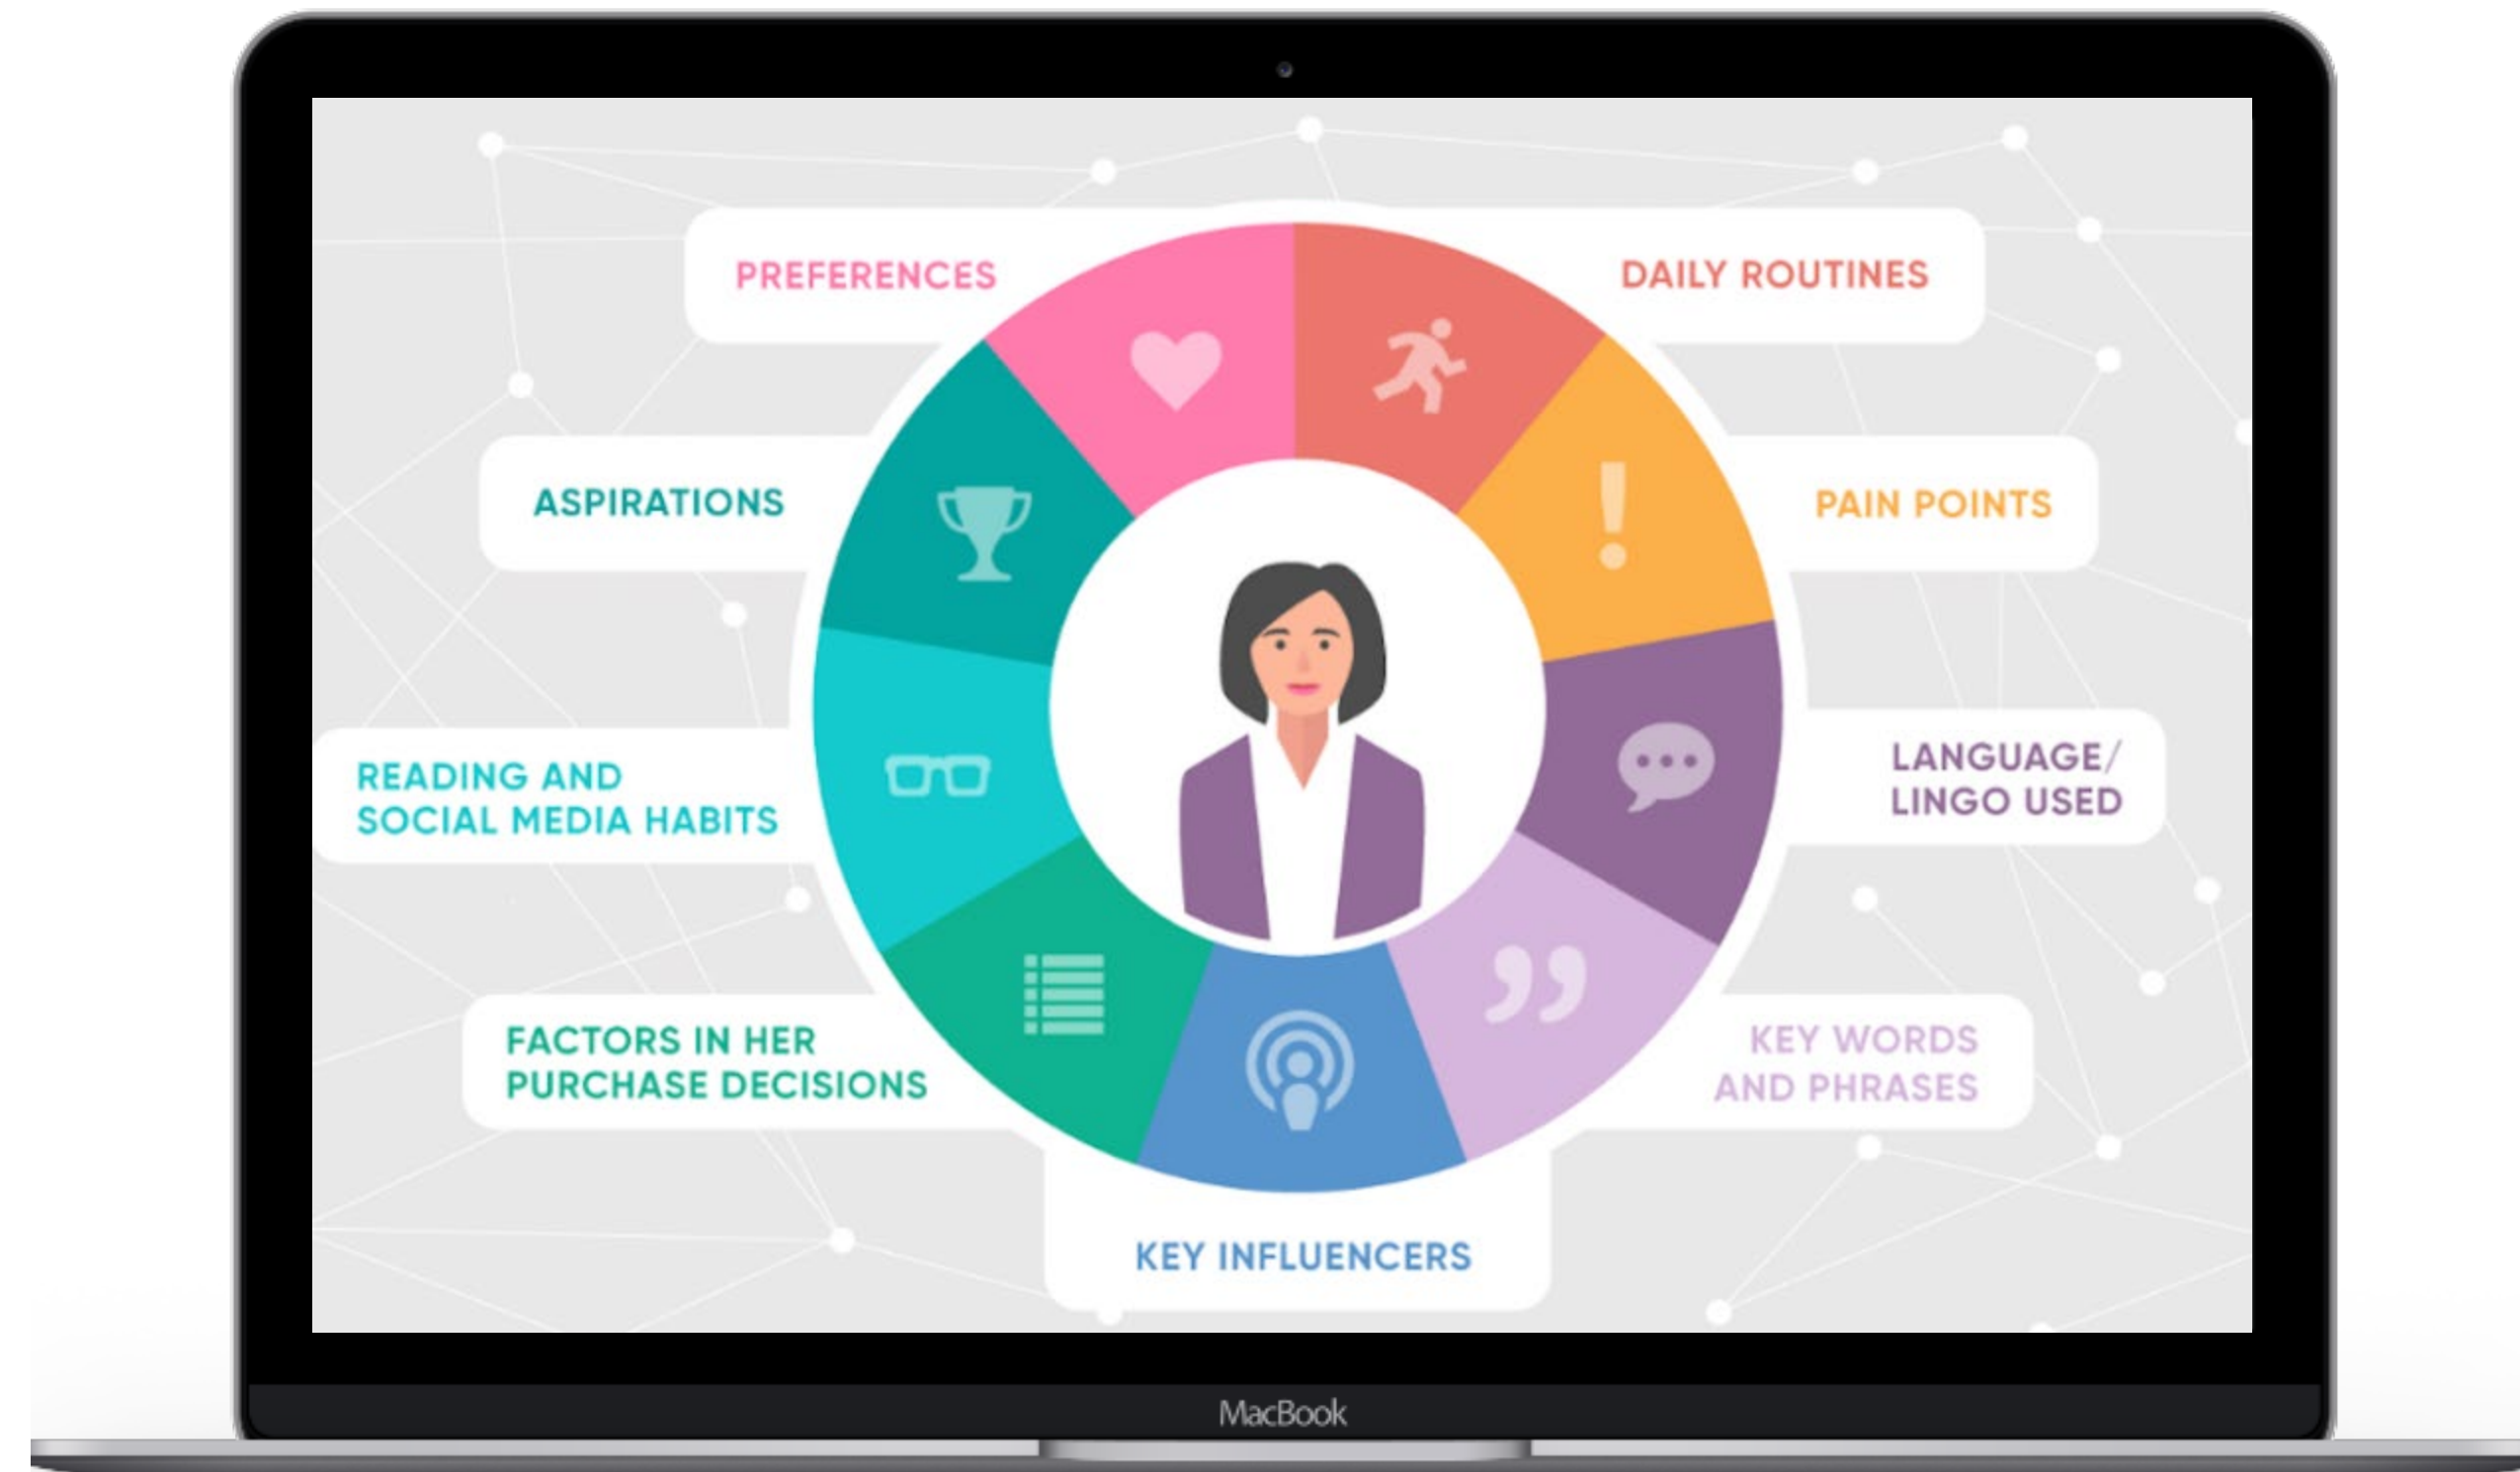 PREFERENCES
DAILY ROUTINES
ASPIRATIONS
PAIN POINTS
READING AND
SOCIAL MEDIA HABITS
LANGUAGE/
LINGO USED
FACTORS IN HER
PURCHASE DECISIONS
KEY WORDS
AND PHRASES
KEY INFLUENCERS
MacBook